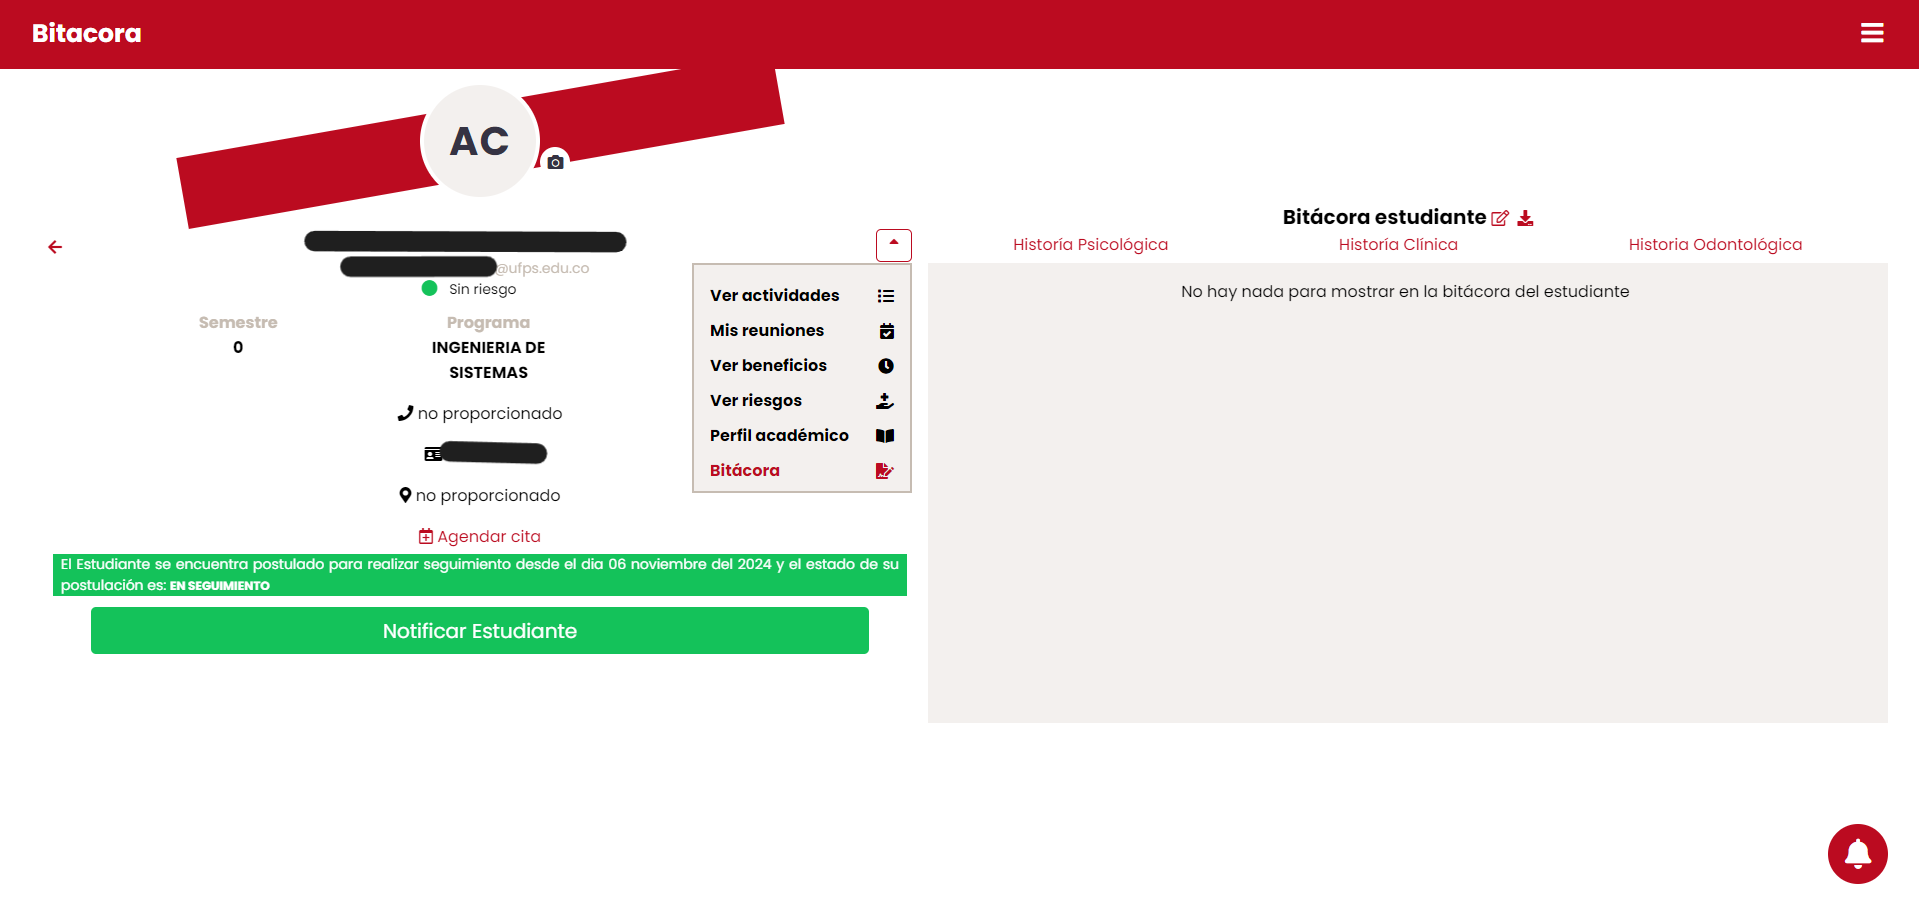 Bitacora
AC
@ufps.edu.co
Sin riesgo
Semestre
0
Programa
INGENIERIA DE
SISTEMAS
no proporcionado
no proporcionado
Agendar cita
El Estudiante se encuentra postulado para realizar seguimiento desde el dia 06 noviembre del 2024 y el estado de su
postulación es: EN SEGUIMIENTO
Notificar Estudiante
Ver actividades
Mis reuniones
Ver beneficios
Ver riesgos
Perfil académico
Bitácora
Bitácora estudiante
Historía Psicológica
Historía Clínica
Historia Odontológica
No hay nada para mostrar en la bitácora del estudiante